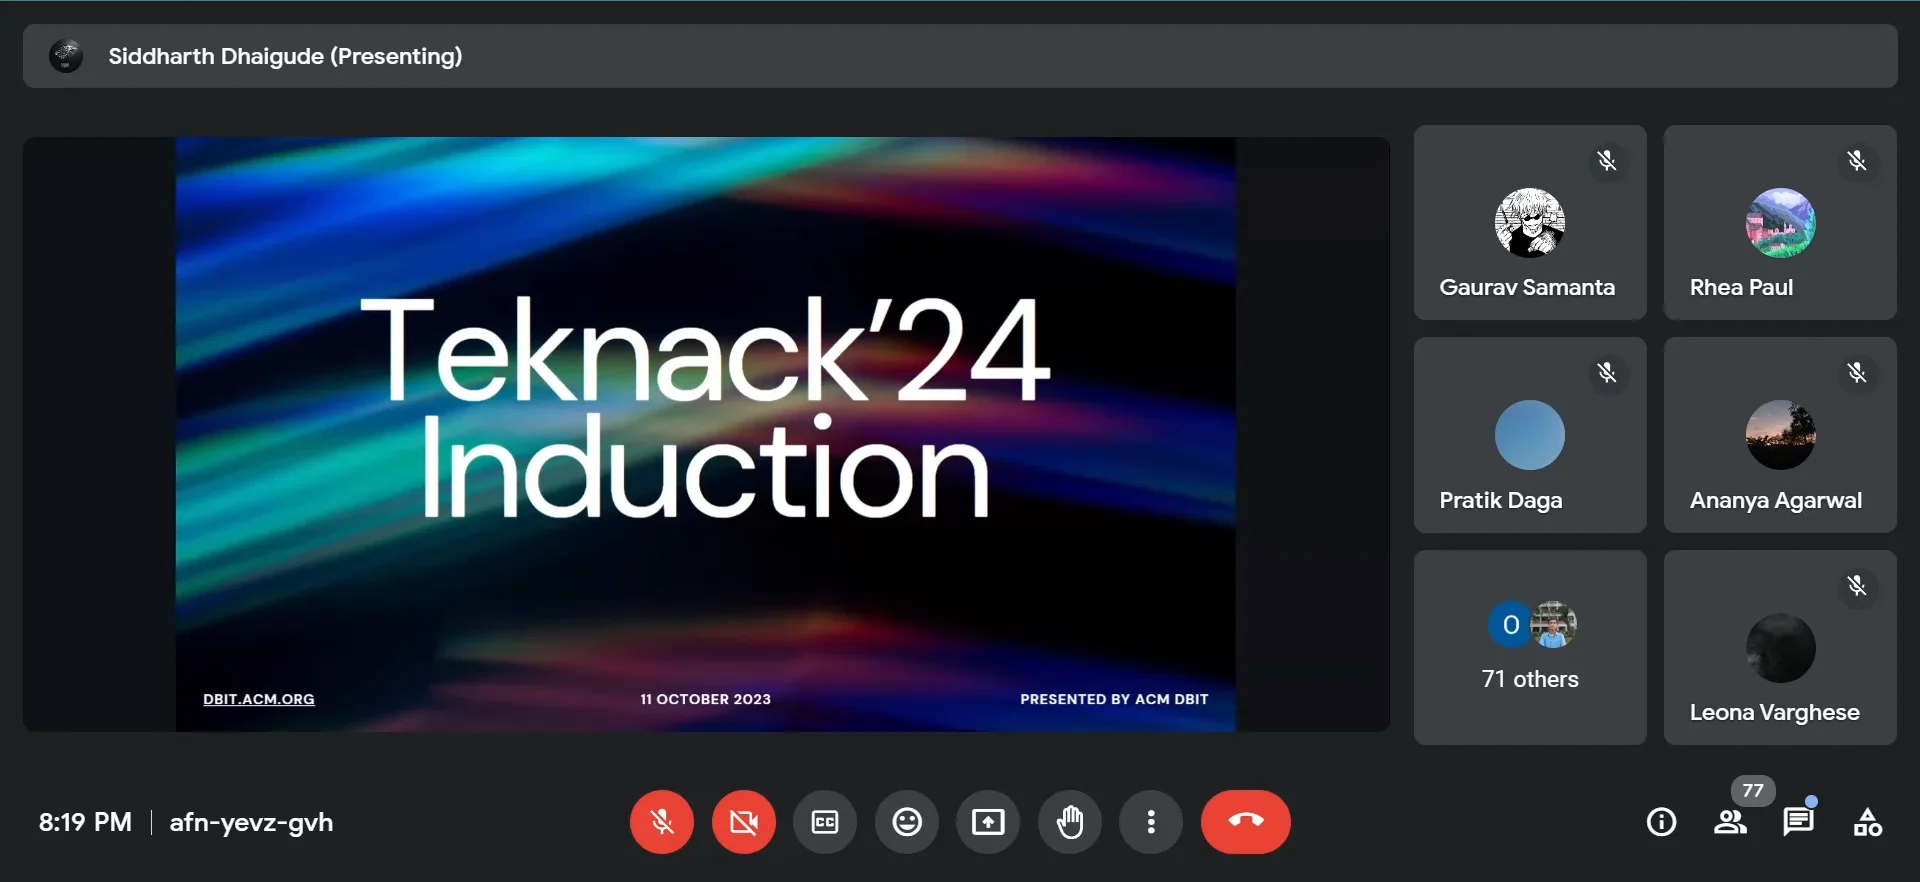 Siddharth Dhaigude (Presenting)
Teknack'24
Induction
DBIT.ACM.ORG
11 OCTOBER 2023
PRESENTED BY ACM DBIT
Gaurav Samanta
Rhea Paul
Pratik Daga
Ananya Agarwal
O
71 others
Leona Varghese
8:19 PM
afn-yevz-gvh
CC
77